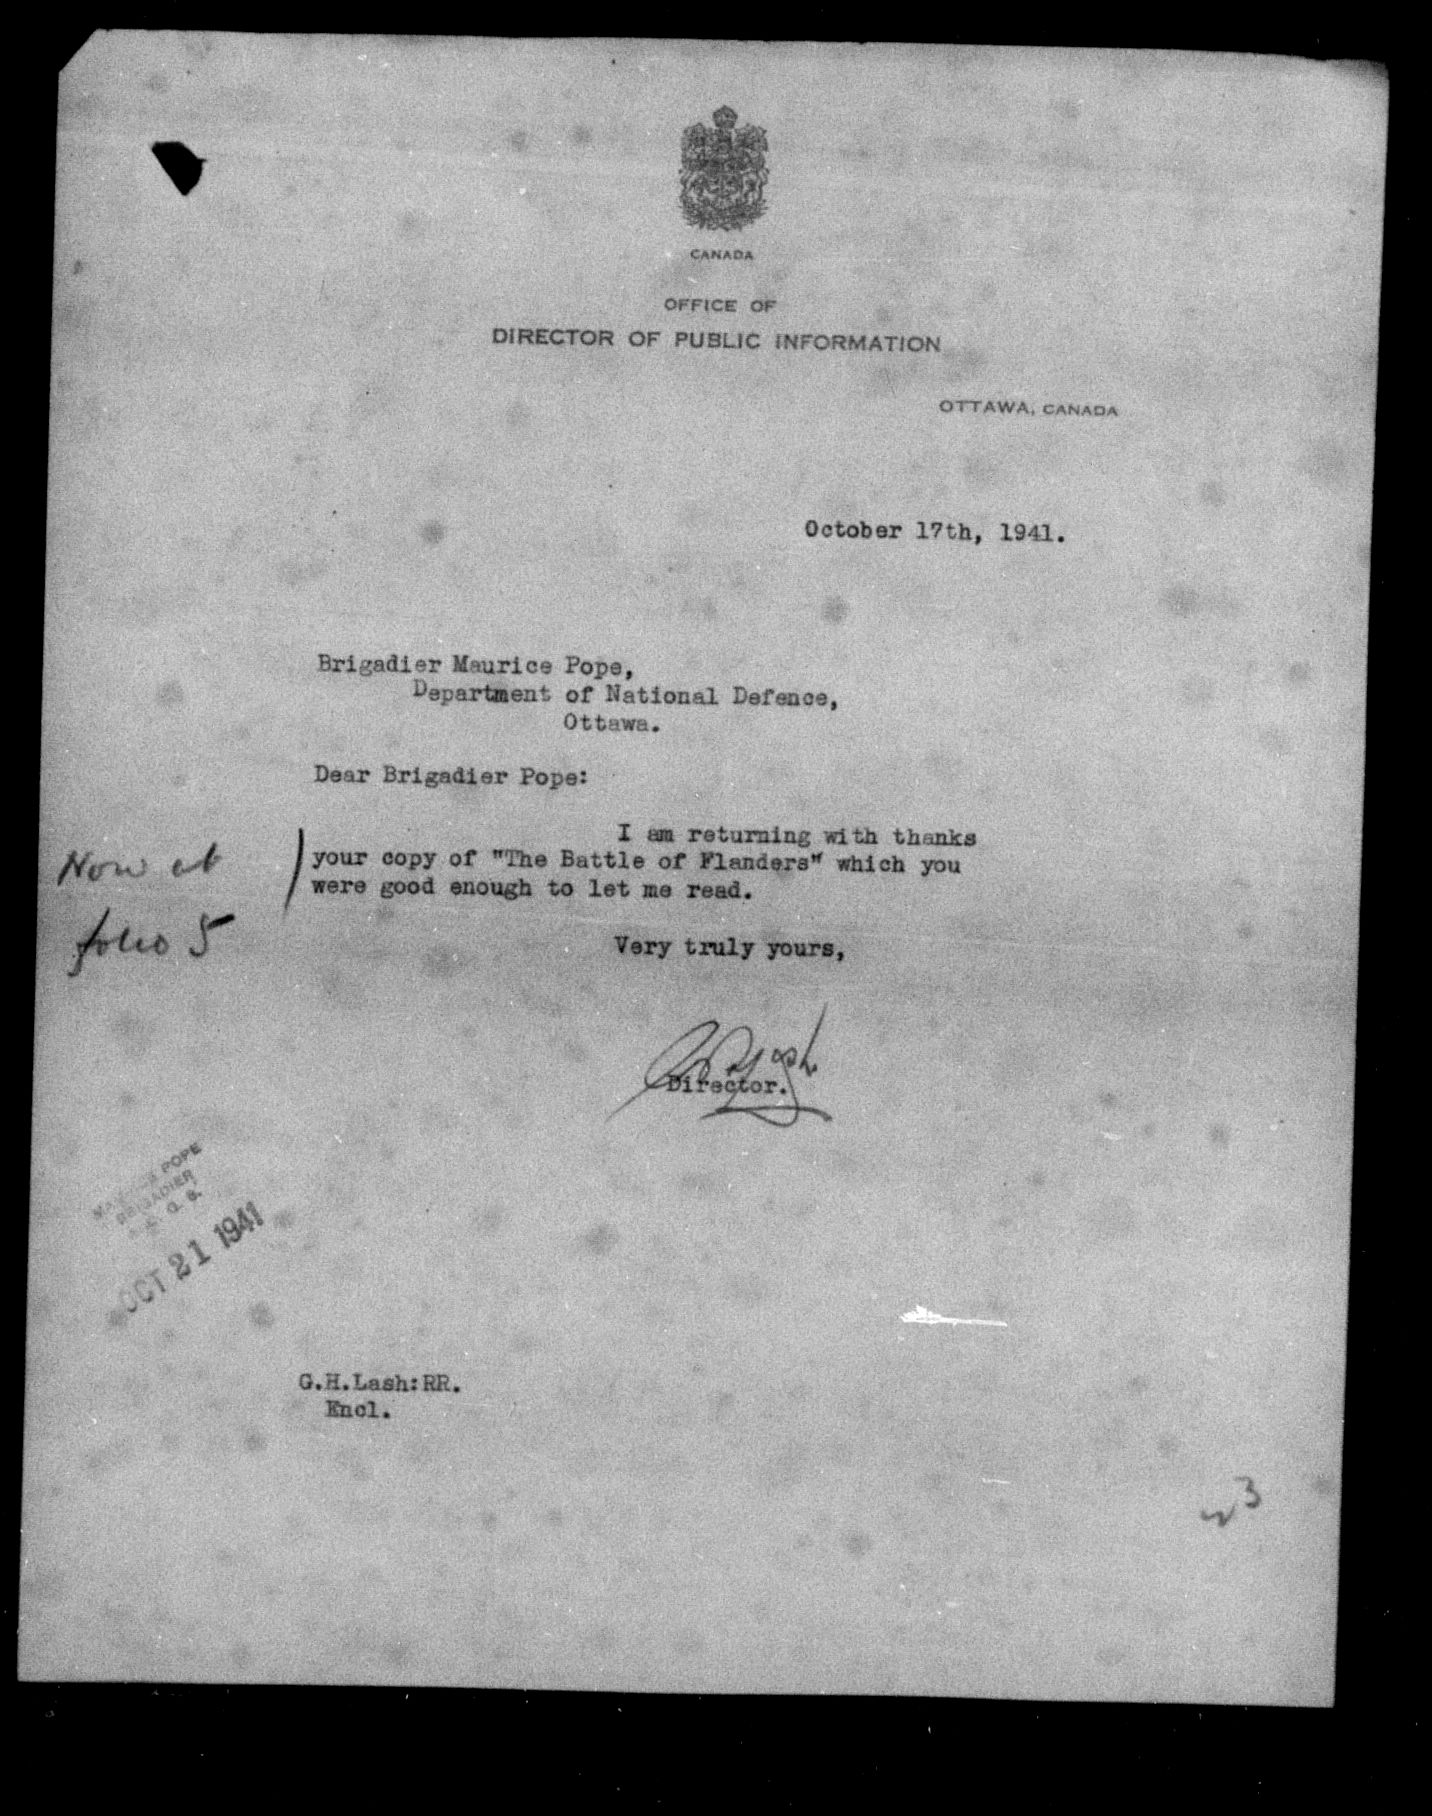 CANADA
OFFICE OF
DIRECTOR OF PUBLIC INFORMATION
OTTAWA, CANADA
October 17th, 1941.
Brigadier Maurice Pope,
Department of National Defence,
Ottawa.
Dear Brigadier Pope:
I am returning with thanks
your copy of "The Battle of Flanders" which you
were good enough to let me read.
Now at
folio 5
Very truly yours,
Director.
POPE
BRIGADIER
OCT 21 1941
G.H.Lash:RR.
Encl.
3